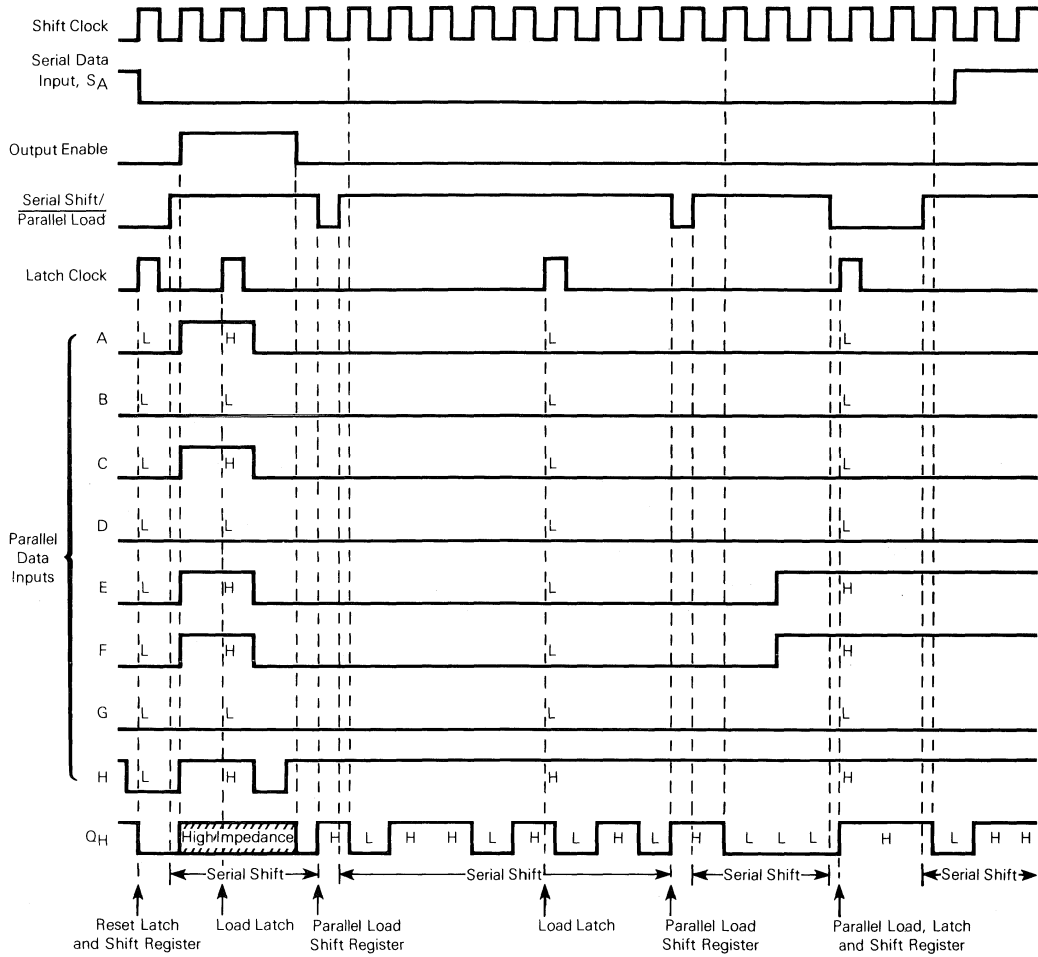 Shift Clock
Serial Data
Input, SA
Output Enable
Serial Shift/
Parallel Load
Latch Clock
A L H L L
B L L L L
C L H L L
D L L L L
Parallel
Data
Inputs
E L H L H
F L H L H
G L L L L
H L H H H
QH High Impedance H L H H L H L H L H L L L H L H H
Serial Shift Serial Shift Serial Shift Serial Shift
Reset Latch
and Shift Register
Load Latch
Parallel Load
Shift Register
Load Latch
Parallel Load
Shift Register
Parallel Load, Latch
and Shift Register